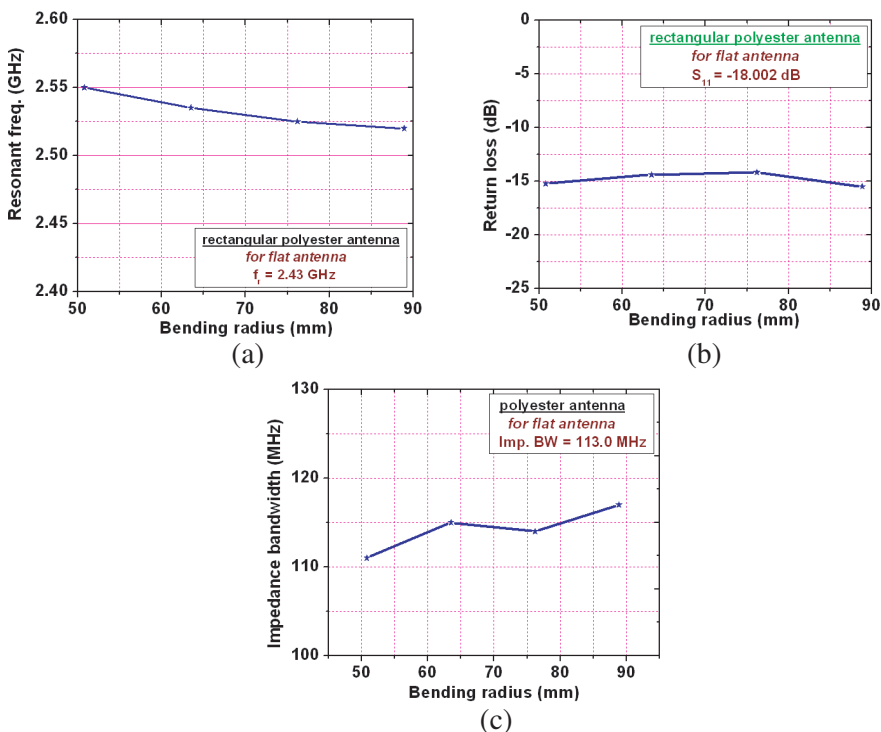 2.60
2.55
2.50
2.45
2.40
Resonant freq. (GHz)
rectangular polyester antenna
for flat antenna
f_r = 2.43 GHz
50 60 70 80 90
Bending radius (mm)
(a)
0
-5
-10
-15
-20
-25
Return loss (dB)
rectangular polyester antenna
for flat antenna
S_11 = -18.002 dB
50 60 70 80 90
Bending radius (mm)
(b)
130
120
110
100
Impedance bandwidth (MHz)
polyester antenna
for flat antenna
Imp. BW = 113.0 MHz
50 60 70 80 90
Bending radius (mm)
(c)